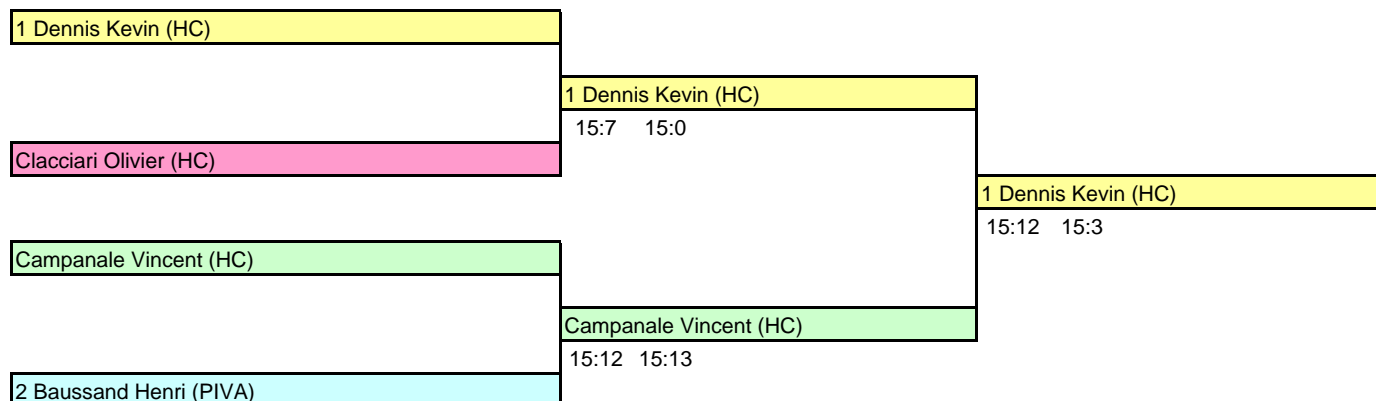 1 Dennis Kevin (HC)
1 Dennis Kevin (HC)
15:7 15:0
Clacciari Olivier (HC)
1 Dennis Kevin (HC)
15:12 15:3
Campanale Vincent (HC)
Campanale Vincent (HC)
15:12 15:13
2 Baussand Henri (PIVA)